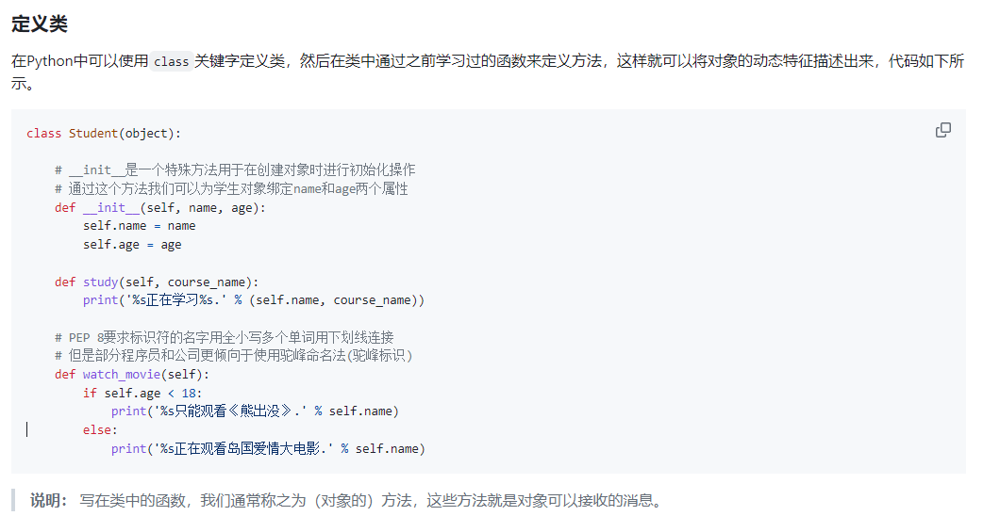 定义类
在Python中可以使用 class 关键字定义类，然后在类中通过之前学习过的函数来定义方法，这样就可以将对象的动态特征描述出来，代码如下所
示。
class Student(object):
    # __init__是一个特殊方法用于在创建对象时进行初始化操作
    # 通过这个方法我们可以为学生对象绑定name和age两个属性
    def __init__(self, name, age):
        self.name = name
        self.age = age
    def study(self, course_name):
        print('%s正在学习%s.' % (self.name, course_name))
    # PEP 8要求标识符的名字用全小写多个单词用下划线连接
    # 但是部分程序员和公司更倾向于使用驼峰命名法(驼峰标识)
    def watch_movie(self):
        if self.age < 18:
            print('%s只能观看《熊出没》.' % self.name)
        else:
            print('%s正在观看岛国爱情大电影.' % self.name)
说明： 写在类中的函数，我们通常称之为（对象的）方法，这些方法就是对象可以接收的消息。